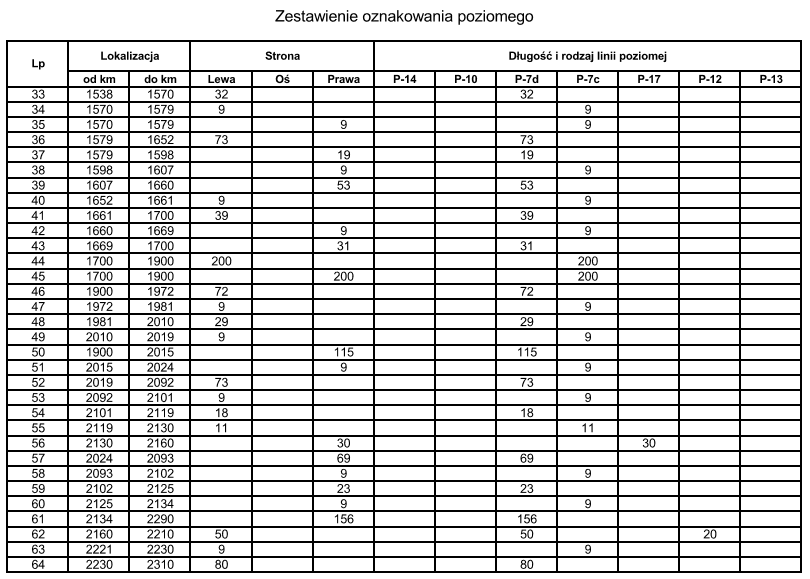 Zestawienie oznakowania poziomego
Lp Lokalizacja Strona Długość i rodzaj linii poziomej
od km do km Lewa Oś Prawa P-14 P-10 P-7d P-7c P-17 P-12 P-13
33 1538 1570 32 32
34 1570 1579 9 9
35 1570 1579 9 9
36 1579 1652 73 73
37 1579 1598 19 19
38 1598 1607 9 9
39 1607 1660 53 53
40 1652 1661 9 9
41 1661 1700 39 39
42 1660 1669 9 9
43 1669 1700 31 31
44 1700 1900 200 200
45 1700 1900 200 200
46 1900 1972 72 72
47 1972 1981 9 9
48 1981 2010 29 29
49 2010 2019 9 9
50 1900 2015 115 115
51 2015 2024 9 9
52 2019 2092 73 73
53 2092 2101 9 9
54 2101 2119 18 18
55 2119 2130 11 11
56 2130 2160 30 30
57 2024 2093 69 69
58 2093 2102 9 9
59 2102 2125 23 23
60 2125 2134 9 9
61 2134 2290 156 156
62 2160 2210 50 50 20
63 2221 2230 9 9
64 2230 2310 80 80